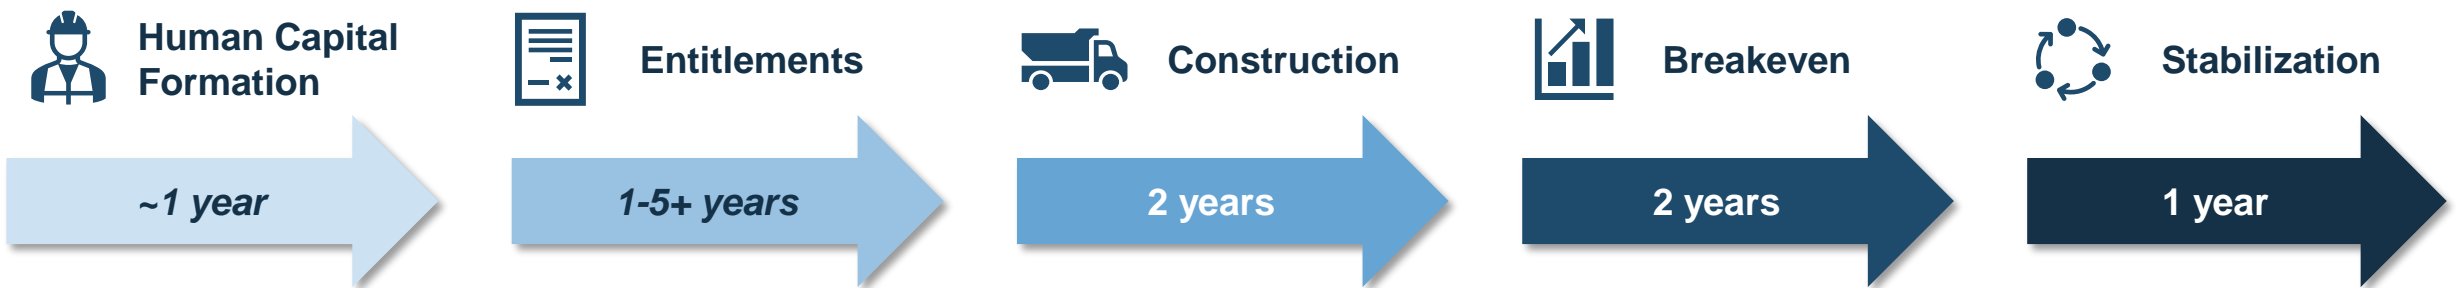 Human Capital
Formation
Entitlements
Construction
Breakeven
Stabilization
~1 year
1-5+ years
2 years
2 years
1 year